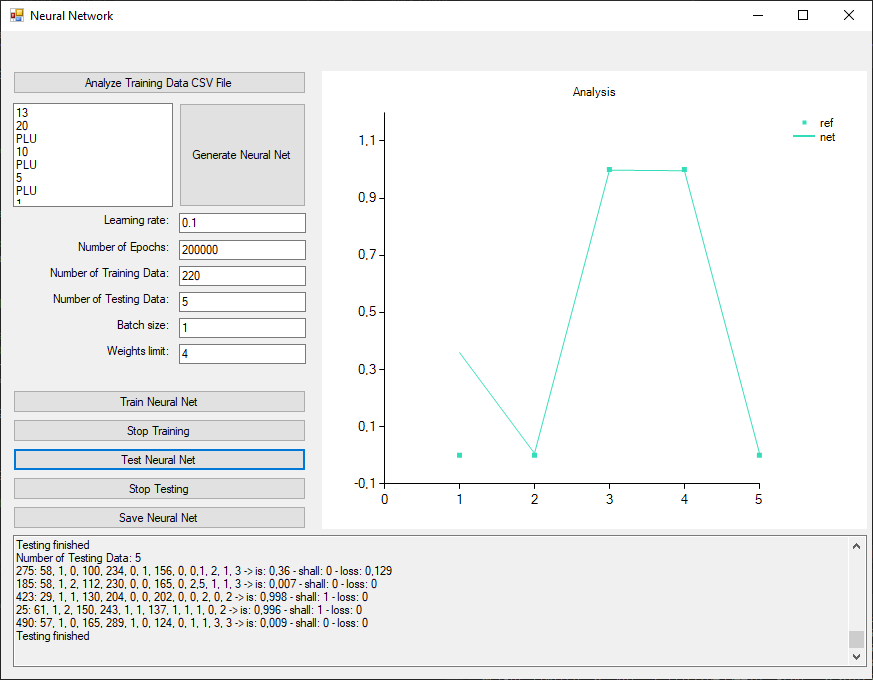 Neural Network
Analyze Training Data CSV File
13
20
PLU
10
PLU
5
PLU
Generate Neural Net
Learning rate: 0.1
Number of Epochs: 200000
Number of Training Data: 220
Number of Testing Data: 5
Batch size: 1
Weights limit: 4
Train Neural Net
Stop Training
Test Neural Net
Stop Testing
Save Neural Net
Analysis
ref
net
1,1
0,9
0,7
0,5
0,3
0,1
-0,1
0 1 2 3 4 5
Testing finished
Number of Testing Data: 5
275: 58, 1, 0, 100, 234, 0, 1, 156, 0, 0,1, 2, 1, 3 -> is: 0,36 - shall: 0 - loss: 0,129
185: 58, 1, 2, 112, 230, 0, 0, 165, 0, 2,5, 1, 1, 3 -> is: 0,007 - shall: 0 - loss: 0
423: 29, 1, 1, 130, 204, 0, 0, 202, 0, 0, 2, 0, 2 -> is: 0,998 - shall: 1 - loss: 0
25: 61, 1, 2, 150, 243, 1, 1, 137, 1, 1, 1, 0, 2 -> is: 0,996 - shall: 1 - loss: 0
490: 57, 1, 0, 165, 289, 1, 0, 124, 0, 1, 1, 3, 3 -> is: 0,009 - shall: 0 - loss: 0
Testing finished